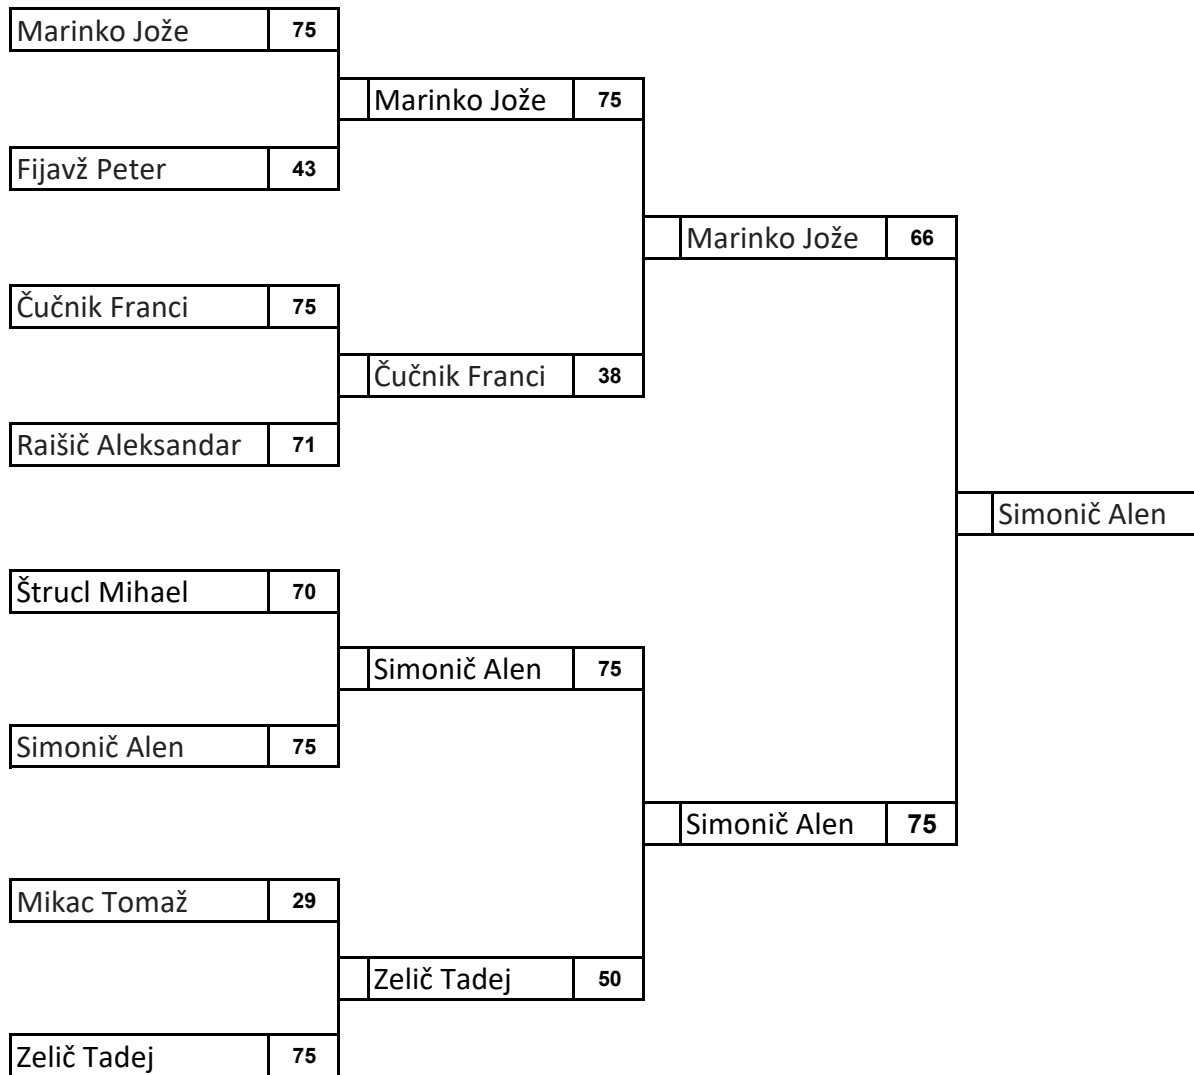 Marinko Jože 75
Marinko Jože 75
Fijavž Peter 43
Marinko Jože 66
Čučnik Franci 75
Čučnik Franci 38
Raišič Aleksandar 71
Simonič Alen
Štrucl Mihael 70
Simonič Alen 75
Simonič Alen 75
Simonič Alen 75
Mikac Tomaž 29
Zelič Tadej 50
Zelič Tadej 75